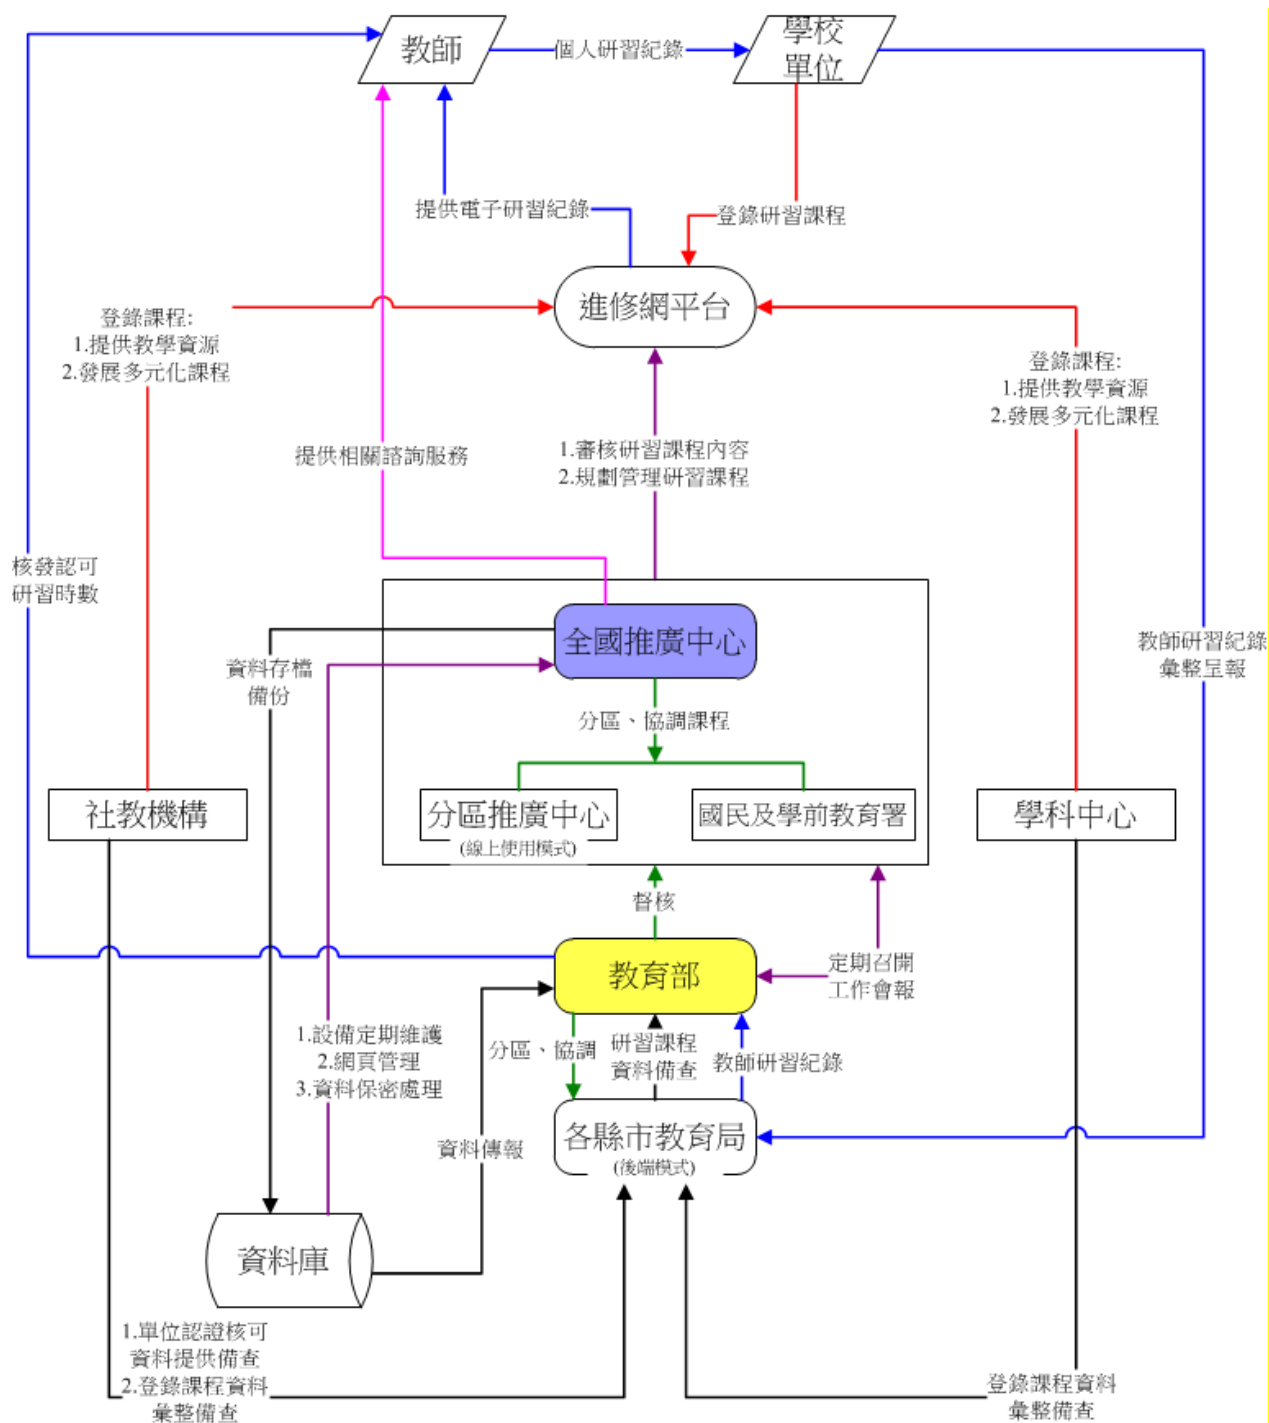 教師
個人研習紀錄
學校
單位
提供電子研習紀錄
登錄研習課程
進修網平台
登錄課程:
1.提供教學資源
2.發展多元化課程
登錄課程:
1.提供教學資源
2.發展多元化課程
提供相關諮詢服務
1.審核研習課程內容
2.規劃管理研習課程
核發認可
研習時數
全國推廣中心
資料存檔
備份
教師研習紀錄
彙整呈報
分區、協調課程
社教機構
分區推廣中心
(線上使用模式)
國民及學前教育署
學科中心
督核
教育部
定期召開
工作會報
1.設備定期維護
2.網頁管理
3.資料保密處理
分區、協調
研習課程
資料備查
教師研習紀錄
資料傳報
各縣市教育局
(後端模式)
資料庫
1.單位認證核可
資料提供備查
2.登錄課程資料
彙整備查
登錄課程資料
彙整備查